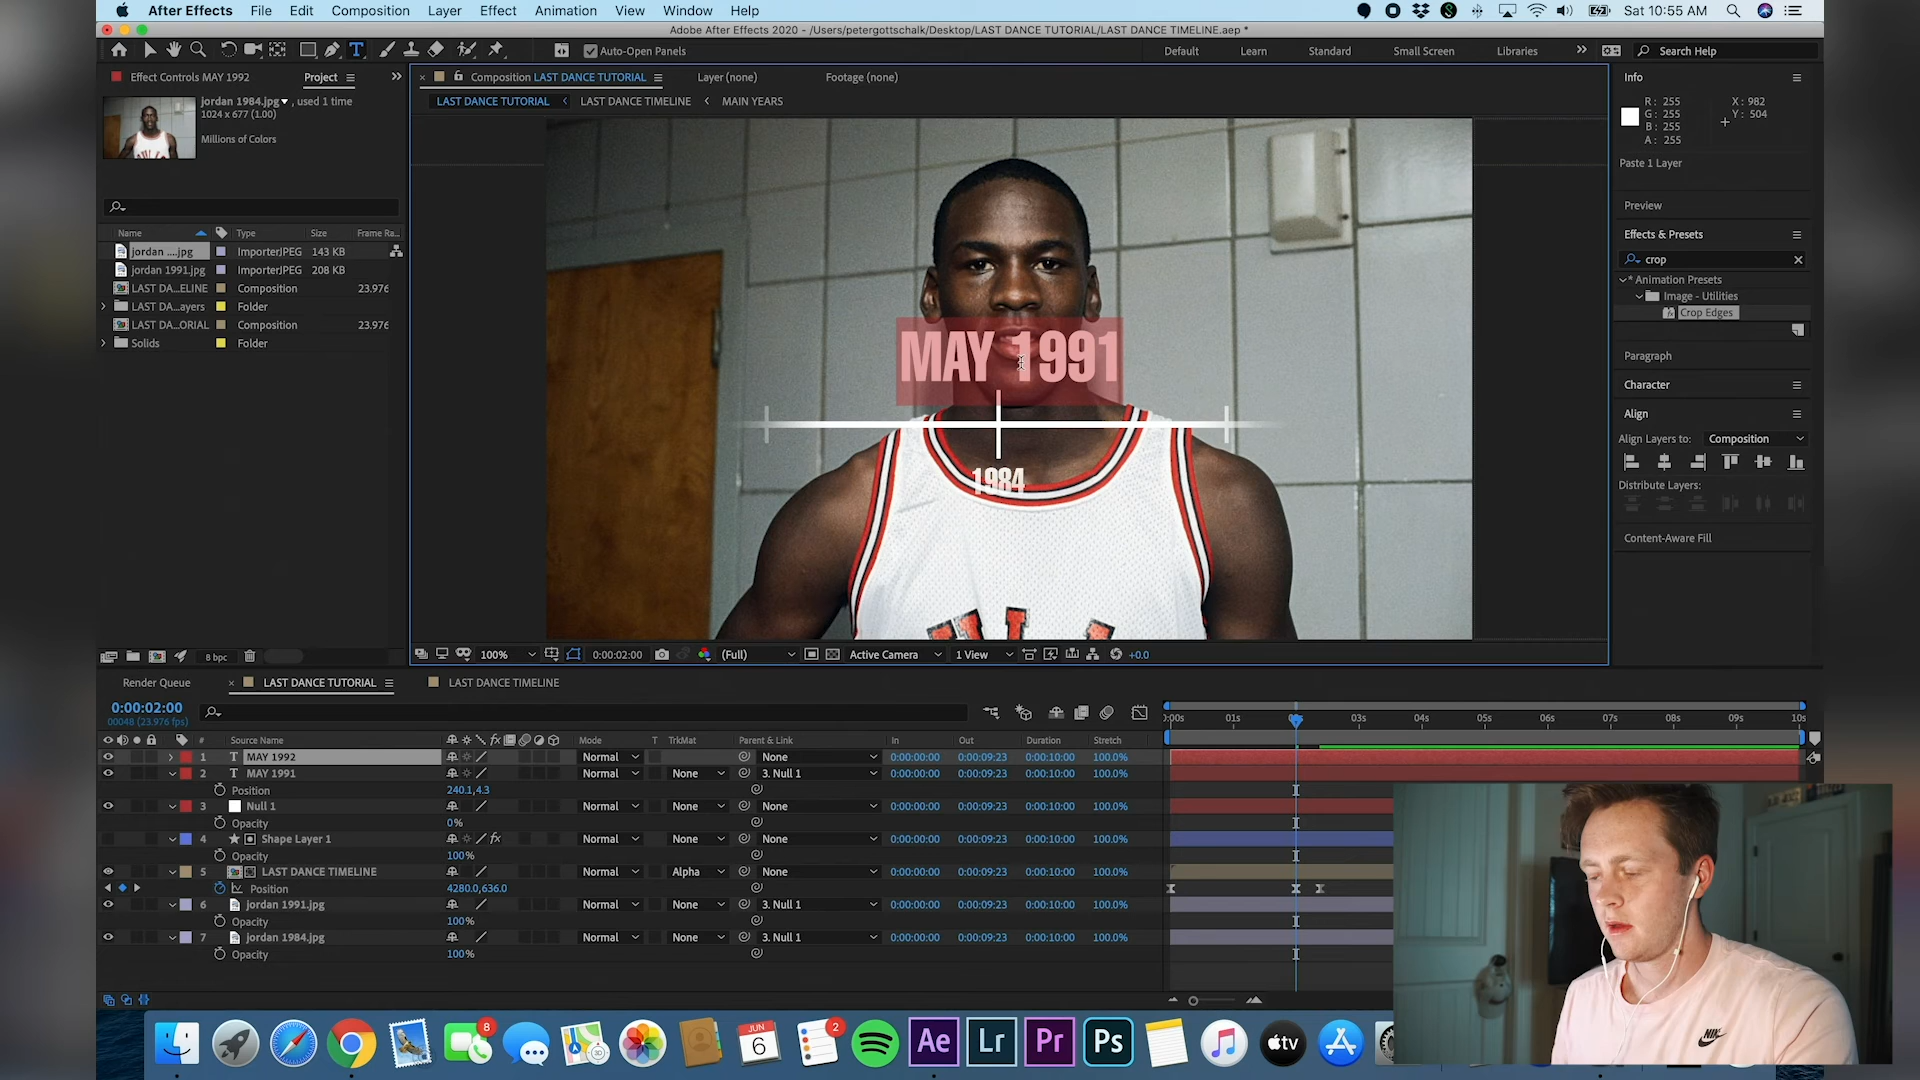 After Effects File Edit Composition Layer Effect Animation View Window Help Sat 10:55 AM
Adobe After Effects 2020 - /Users/petergottschalk/Desktop/LAST DANCE TUTORIAL/LAST DANCE TIMELINE.aep *
Auto-Open Panels Default Learn Standard Small Screen Libraries Search Help
Effect Controls MAY 1992 Project
jordan 1984.jpg , used 1 time
1024 x 677 (1.00)
Millions of Colors
Name Type Size Frame Ra...
jordan ....jpg ImporterJPEG 143 KB
jordan 1991.jpg ImporterJPEG 208 KB
LAST DA...ELINE Composition 23.976
LAST DA...ayers Folder
LAST DA...ORIAL Composition 23.976
Solids Folder
8 bpc
Composition LAST DANCE TUTORIAL Layer (none) Footage (none)
LAST DANCE TUTORIAL LAST DANCE TIMELINE MAIN YEARS
MAY 1991
1984
100% 0:00:02:00 (Full) Active Camera 1 View +0.0
Info
R: 255 X: 982
G: 255 Y: 504
B: 255
A: 255
Paste 1 Layer
Preview
Effects & Presets
crop
* Animation Presets
Image - Utilities
Crop Edges
Paragraph
Character
Align
Align Layers to: Composition
Distribute Layers:
Content-Aware Fill
Render Queue LAST DANCE TUTORIAL LAST DANCE TIMELINE
0:00:02:00
00048 (23.976 fps)
:00s 01s 03s 04s 05s 06s 07s 08s 09s 10s
# Source Name Mode T TrkMat Parent & Link In Out Duration Stretch
1 T MAY 1992 Normal None 0:00:00:00 0:00:09:23 0:00:10:00 100.0%
2 T MAY 1991 Normal None 3. Null 1 0:00:00:00 0:00:09:23 0:00:10:00 100.0%
Position 240.1,4.3
3 Null 1 Normal None None 0:00:00:00 0:00:09:23 0:00:10:00 100.0%
Opacity 0%
4 Shape Layer 1 Normal None None 0:00:00:00 0:00:09:23 0:00:10:00 100.0%
Opacity 100%
5 LAST DANCE TIMELINE Normal Alpha None 0:00:00:00 0:00:09:23 0:00:10:00 100.0%
Position 4280.0,636.0
6 jordan 1991.jpg Normal None 3. Null 1 0:00:00:00 0:00:09:23 0:00:10:00 100.0%
Opacity 100%
7 jordan 1984.jpg Normal None 3. Null 1 0:00:00:00 0:00:09:23 0:00:10:00 100.0%
Opacity 100%
8 JUN 6 2 Ae Lr Pr Ps tv